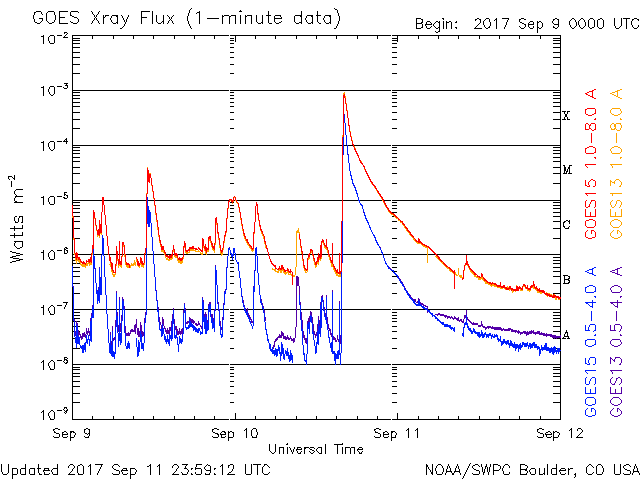 GOES Xray Flux (1-minute data)
Begin: 2017 Sep 9 0000 UTC
10⁻²
10⁻³
10⁻⁴
10⁻⁵
10⁻⁶
10⁻⁷
10⁻⁸
10⁻⁹
Watts m⁻²
X
M
C
B
A
GOES15 1.0-8.0 A
GOES13 1.0-8.0 A
GOES15 0.5-4.0 A
GOES13 0.5-4.0 A
Sep 9
Sep 10
Sep 11
Sep 12
Universal Time
Updated 2017 Sep 11 23:59:12 UTC
NOAA/SWPC Boulder, CO USA